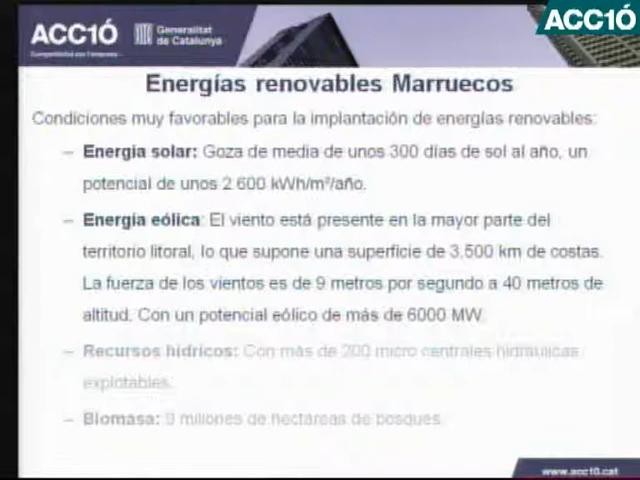 ACC1Ó
Generalitat
de Catalunya
ACC1Ó
Energías renovables Marruecos
Condiciones muy favorables para la implantación de energías renovables:
– Energía solar: Goza de media de unos 300 días de sol al año, un
potencial de unos 2.600 kWh/m²/año.
– Energía eólica: El viento está presente en la mayor parte del
territorio litoral, lo que supone una superficie de 3.500 km de costas.
La fuerza de los vientos es de 9 metros por segundo a 40 metros de
altitud. Con un potencial eólico de más de 6000 MW.
– Recursos hídricos: Con más de 200 micro centrales hidráulicas
explotables.
– Biomasa: 9 millones de hectáreas de bosques.
www.acc10.cat